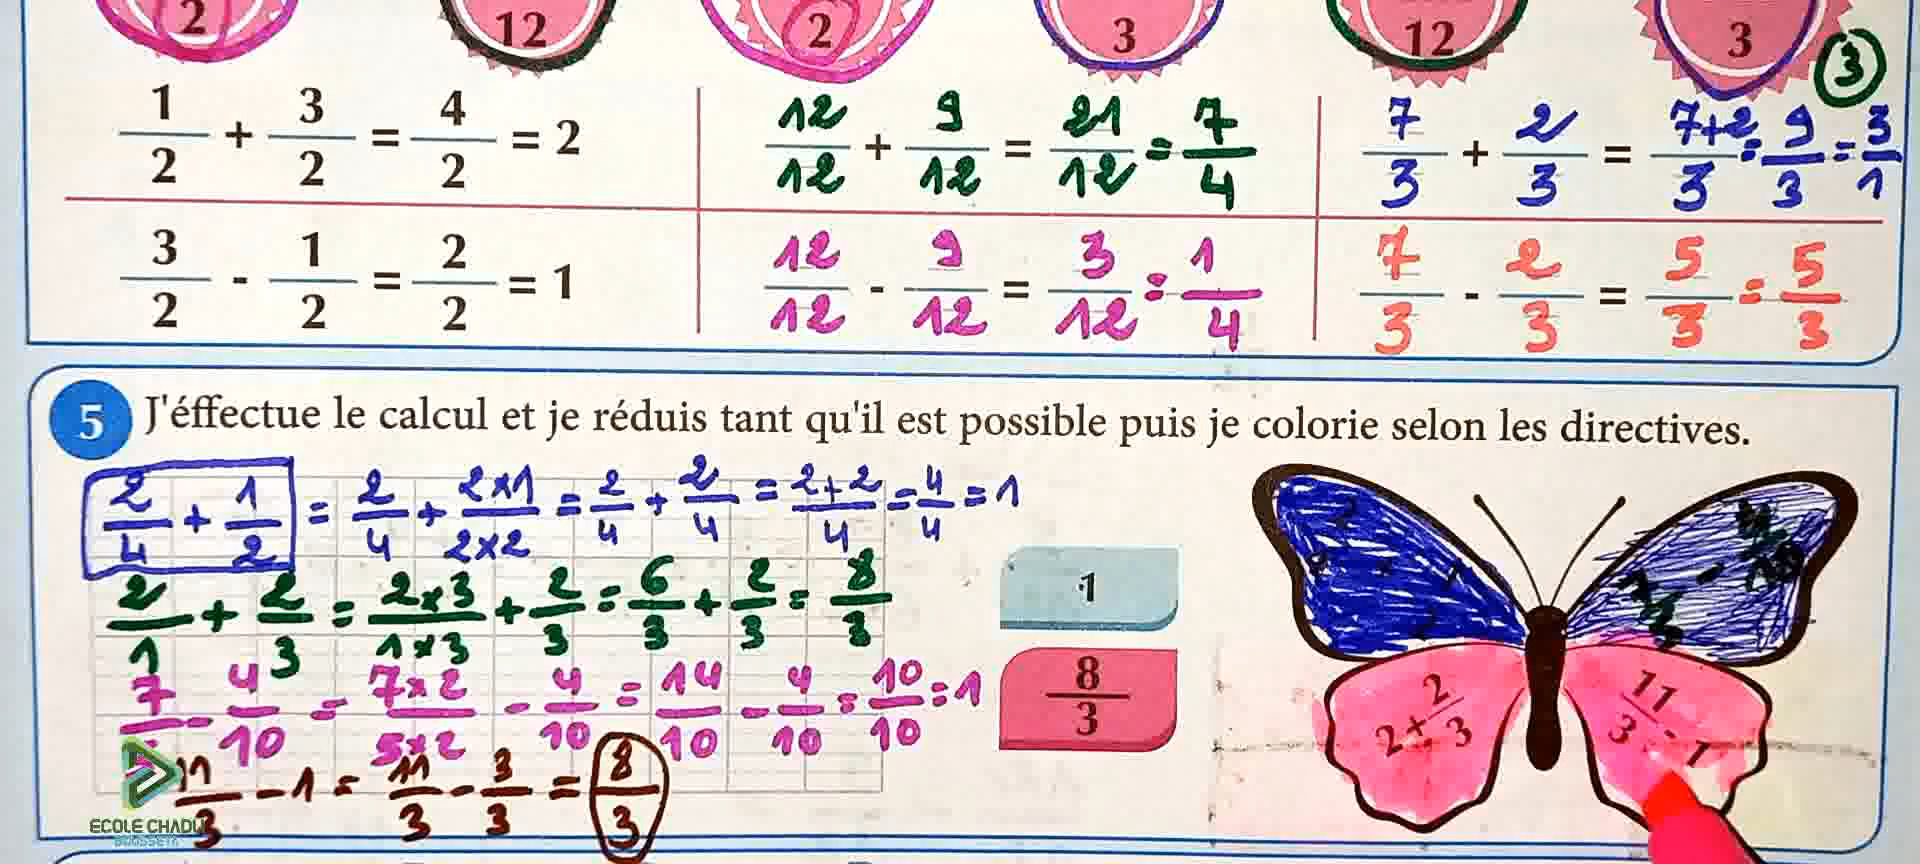 2 12 2 3 12 3 3
1/2 + 3/2 = 4/2 = 2
12/12 + 9/12 = 21/12 = 7/4
7/3 + 2/3 = 7+2/3 = 9/3 = 3/1
3/2 - 1/2 = 2/2 = 1
12/12 - 9/12 = 3/12 = 1/4
7/3 - 2/3 = 5/3 = 5/3
5 J'éffectue le calcul et je réduis tant qu'il est possible puis je colorie selon les directives.
2/4 + 1/2 = 2/4 + 2×1/2×2 = 2/4 + 2/4 = 2+2/4 = 4/4 = 1
2/1 + 2/3 = 2×3/1×3 + 2/3 = 6/3 + 2/3 = 8/3
7/ - 4/10 = 7×2/5×2 - 4/10 = 14/10 - 4/10 = 10/10 = 1
11/3 - 1 = 11/3 - 3/3 = 8/3
1
8/3
2 + 2/3
11/3 - 1
ECOLE CHADLI